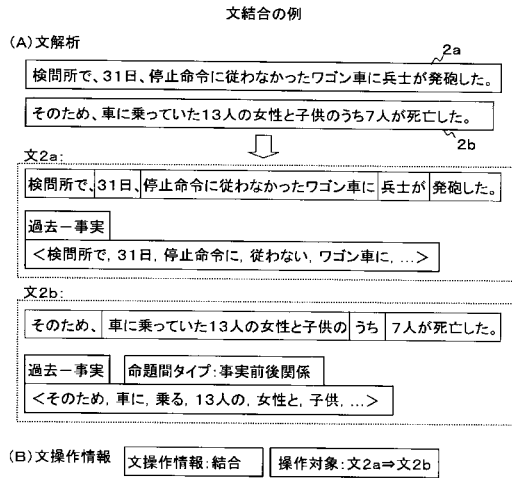 文結合の例
(A)文解析
2a
検問所で、31日、停止命令に従わなかったワゴン車に兵士が発砲した。
そのため、車に乗っていた13人の女性と子供のうち7人が死亡した。
2b
文2a:
検問所で、 31日、 停止命令に従わなかったワゴン車に 兵士が 発砲した。
過去−事実
＜検問所で, 31日, 停止命令に, 従わない, ワゴン車に, …＞
文2b:
そのため、 車に乗っていた13人の女性と子供の うち 7人が死亡した。
過去−事実 命題間タイプ:事実前後関係
＜そのため, 車に, 乗る, 13人の, 女性と, 子供, …＞
(B)文操作情報 文操作情報:結合 操作対象:文2a⇒文2b